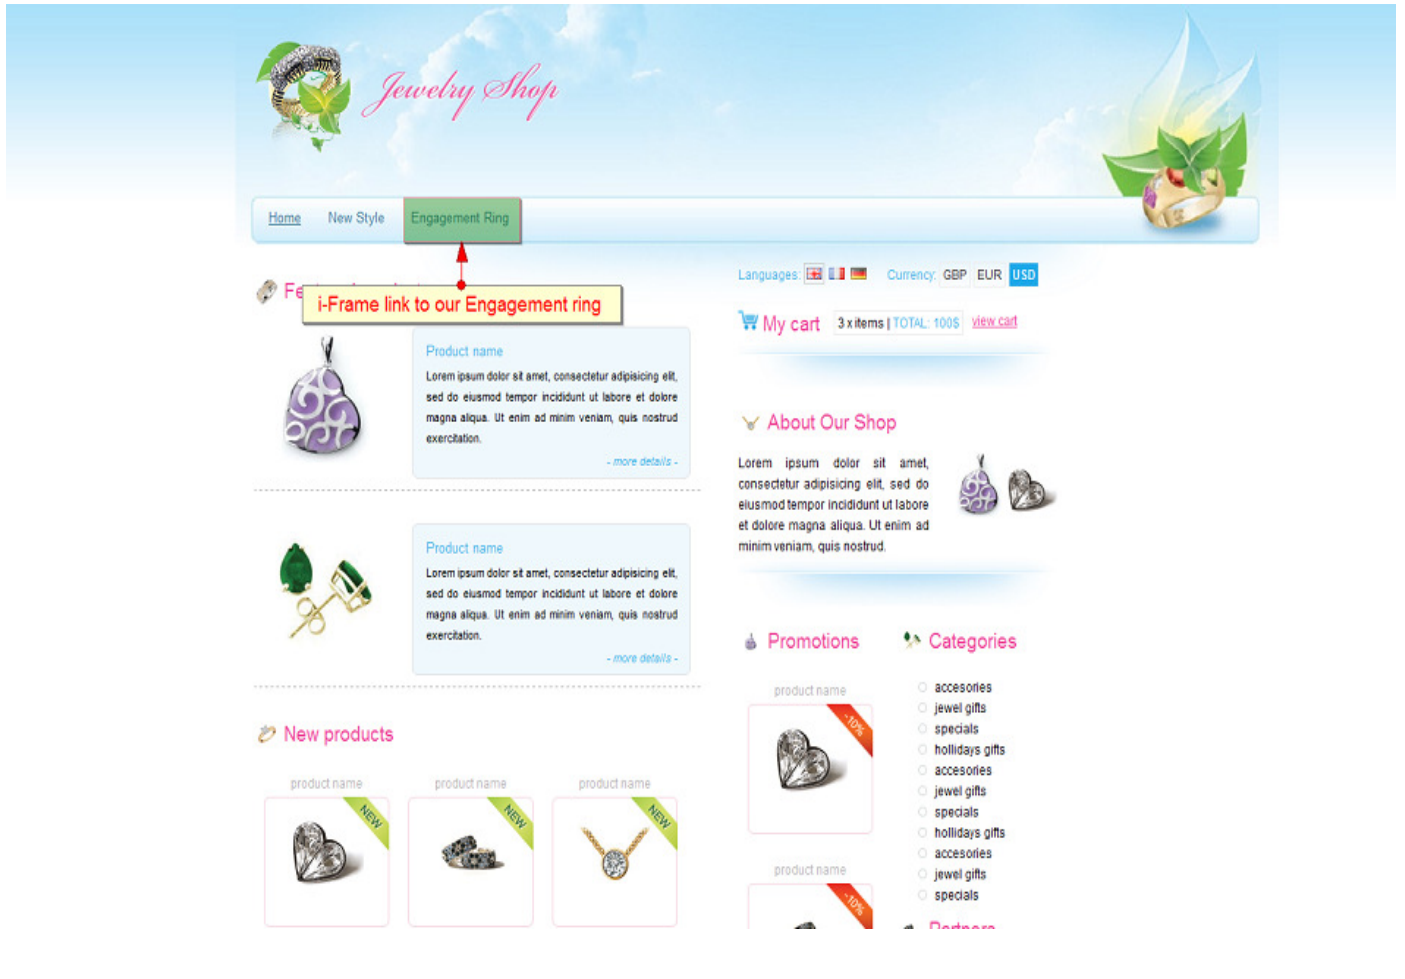 Jewelry Shop
Home New Style Engagement Ring
i-Frame link to our Engagement ring
Product name
Lorem ipsum dolor sit amet, consectetur adipisicing elit,
sed do eiusmod tempor incididunt ut labore et dolore
magna aliqua. Ut enim ad minim veniam, quis nostrud
exercitation.
- more details -
Product name
Lorem ipsum dolor sit amet, consectetur adipisicing elit,
sed do eiusmod tempor incididunt ut labore et dolore
magna aliqua. Ut enim ad minim veniam, quis nostrud
exercitation.
- more details -
New products
product name product name product name
NEW NEW NEW
Languages: Currency: GBP EUR USD
My cart 3 x items | TOTAL: 100$ view cart
About Our Shop
Lorem ipsum dolor sit amet,
consectetur adipisicing elit, sed do
eiusmod tempor incididunt ut labore
et dolore magna aliqua. Ut enim ad
minim veniam, quis nostrud.
Promotions
product name
-10%
product name
-10%
Categories
accesories
jewel gifts
specials
hollidays gifts
accesories
jewel gifts
specials
hollidays gifts
accesories
jewel gifts
specials